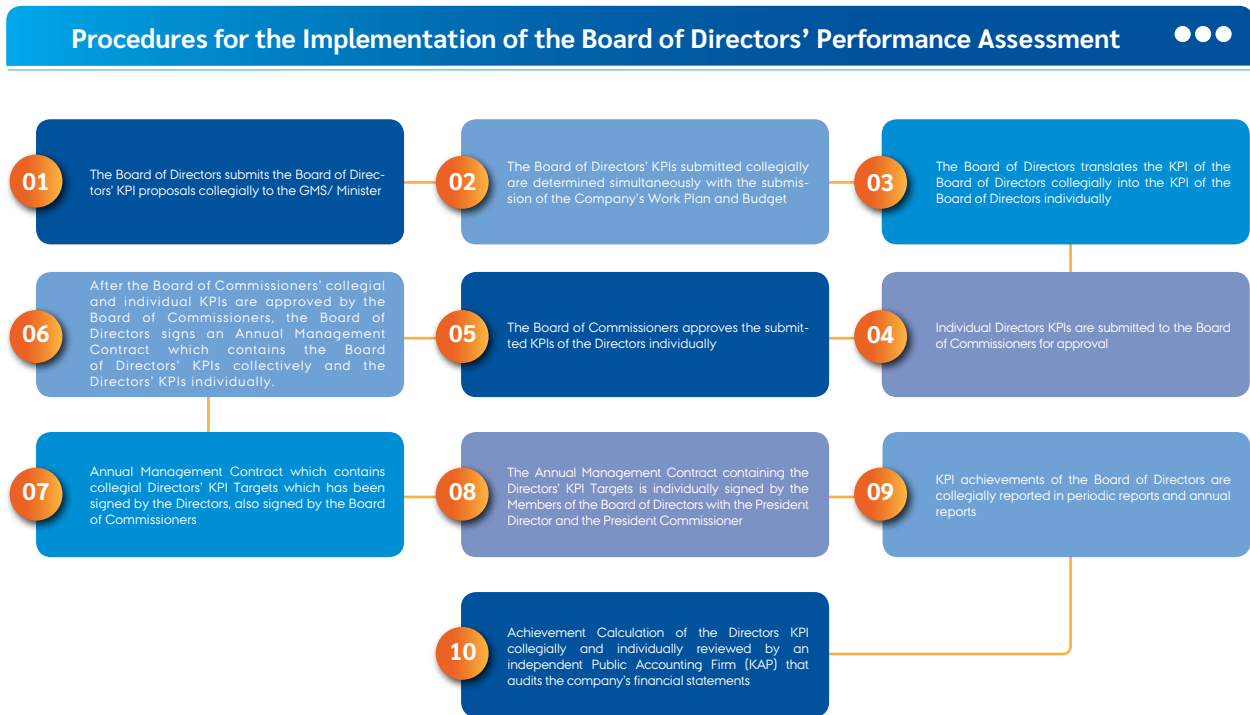 Procedures for the Implementation of the Board of Directors' Performance Assessment
01
The Board of Directors submits the Board of Direc-
tors' KPI proposals collegially to the GMS/ Minister
02
The Board of Directors' KPIs submitted collegially
are determined simultaneously with the submis-
sion of the Company's Work Plan and Budget
03
The Board of Directors translates the KPI of the
Board of Directors collegially into the KPI of the
Board of Directors individually
04
Individual Directors KPIs are submitted to the Board
of Commissioners for approval
05
The Board of Commissioners approves the submit-
ted KPIs of the Directors individually
06
After the Board of Commissioners' collegial
and individual KPIs are approved by the
Board of Commissioners, the Board of
Directors signs an Annual Management
Contract which contains the Board
of Directors' KPIs collectively and the
Directors' KPIs individually.
07
Annual Management Contract which contains
collegial Directors' KPI Targets which has been
signed by the Directors, also signed by the Board
of Commissioners
08
The Annual Management Contract containing the
Directors' KPI Targets is individually signed by the
Members of the Board of Directors with the President
Director and the President Commissioner
09
KPI achievements of the Board of Directors are
collegially reported in periodic reports and annual
reports
10
Achievement Calculation of the Directors KPI
collegially and individually reviewed by an
independent Public Accounting Firm (KAP) that
audits the company's financial statements